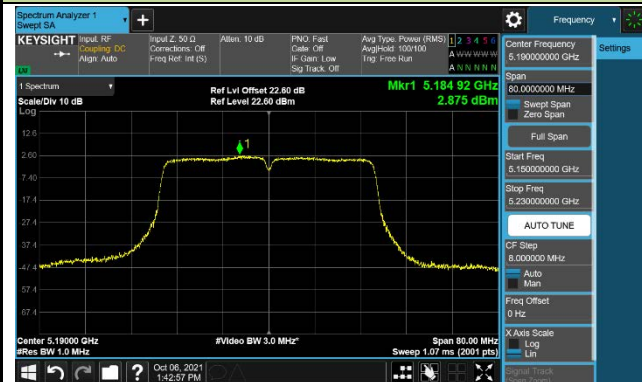 Spectrum Analyzer 1
Swept SA
Frequency
KEYSIGHT
Input: RF
Coupling: DC
Align: Auto
Input Z: 50 Ω
Corrections: Off
Freq Ref: Int (S)
Atten: 10 dB
PNO: Fast
Gate: Off
IF Gain: Low
Sig Track: Off
Avg Type: Power (RMS)
Avg|Hold: 100/100
Trig: Free Run
1 2 3 4 5 6
A W W W W W
A N N N N N
1 Spectrum
Scale/Div 10 dB
Ref Lvl Offset 22.60 dB
Ref Level 22.60 dBm
Mkr1 5.184 92 GHz
2.875 dBm
Log
12.6
2.60
-7.40
-17.4
-27.4
-37.4
-47.4
-57.4
-67.4
1
Center 5.19000 GHz
#Res BW 1.0 MHz
#Video BW 3.0 MHz*
Span 80.00 MHz
Sweep 1.07 ms (2001 pts)
Oct 06, 2021
1:42:57 PM
Center Frequency
5.190000000 GHz
Settings
Span
80.0000000 MHz
Swept Span
Zero Span
Full Span
Start Freq
5.150000000 GHz
Stop Freq
5.230000000 GHz
AUTO TUNE
CF Step
8.000000 MHz
Auto
Man
Freq Offset
0 Hz
X Axis Scale
Log
Lin
Signal Track